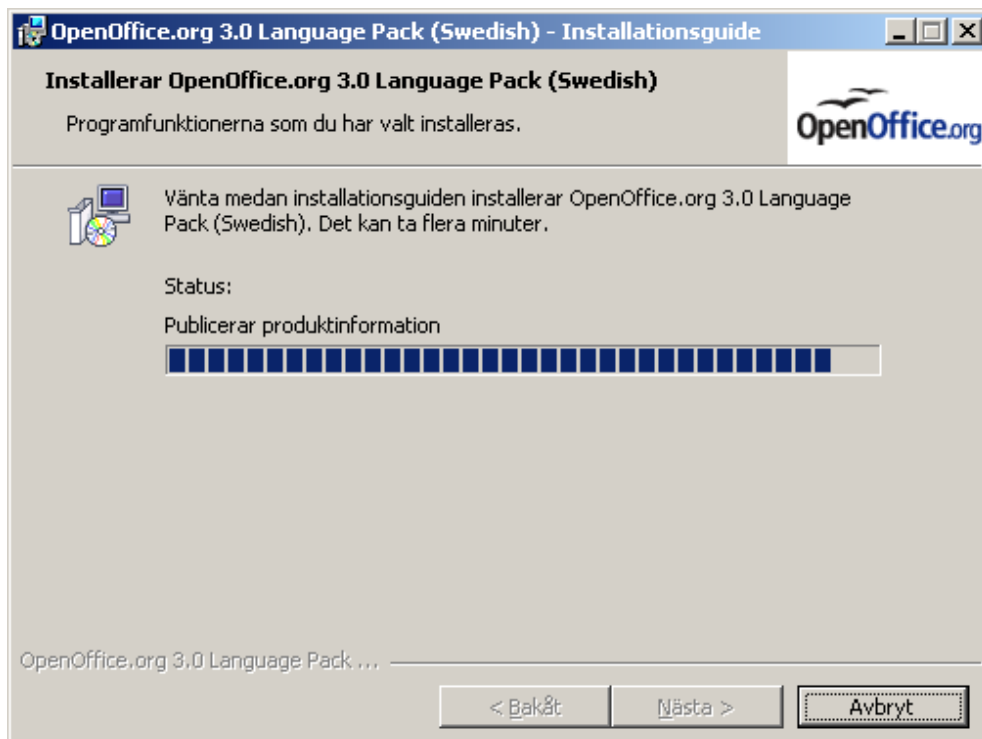 OpenOffice.org 3.0 Language Pack (Swedish) - Installationsguide
Installerar OpenOffice.org 3.0 Language Pack (Swedish)
Programfunktionerna som du har valt installeras.
OpenOffice.org
Vänta medan installationsguiden installerar OpenOffice.org 3.0 Language
Pack (Swedish). Det kan ta flera minuter.
Status:
Publicerar produktinformation
OpenOffice.org 3.0 Language Pack ...
< Bakåt Nästa > Avbryt